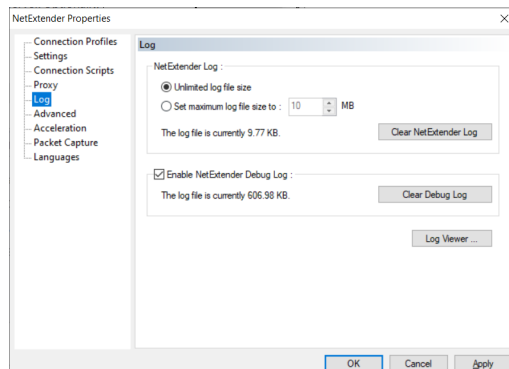 NetExtender Properties
Connection Profiles
Settings
Connection Scripts
Proxy
Log
Advanced
Acceleration
Packet Capture
Languages
Log
NetExtender Log :
Unlimited log file size
Set maximum log file size to : 10 MB
The log file is currently 9.77 KB. Clear NetExtender Log
Enable NetExtender Debug Log :
The log file is currently 606.98 KB. Clear Debug Log
Log Viewer ...
OK Cancel Apply